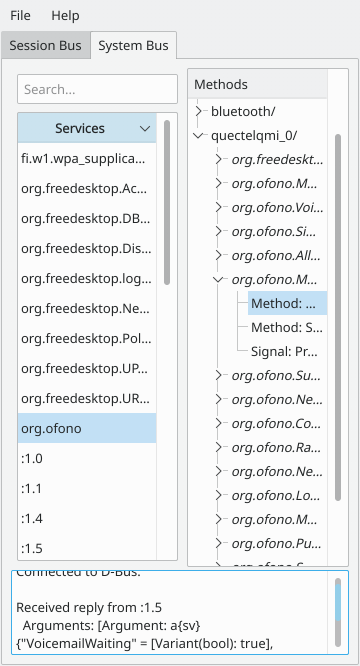 File Help
Session Bus System Bus
Search...
Services
fi.w1.wpa_supplica...
org.freedesktop.Ac...
org.freedesktop.DB...
org.freedesktop.Dis...
org.freedesktop.log...
org.freedesktop.Ne...
org.freedesktop.Pol...
org.freedesktop.UP...
org.freedesktop.UR...
org.ofono
:1.0
:1.1
:1.4
:1.5
Methods
bluetooth/
quectelqmi_0/
org.freedeskt...
org.ofono.M...
org.ofono.Voi...
org.ofono.Si...
org.ofono.All...
org.ofono.M...
Method: ...
Method: S...
Signal: Pr...
org.ofono.Su...
org.ofono.Ne...
org.ofono.Co...
org.ofono.Ra...
org.ofono.Ne...
org.ofono.Lo...
org.ofono.M...
org.ofono.Pu...
Connected to D-Bus.
Received reply from :1.5
Arguments: [Argument: a{sv}
{"VoicemailWaiting" = [Variant(bool): true],